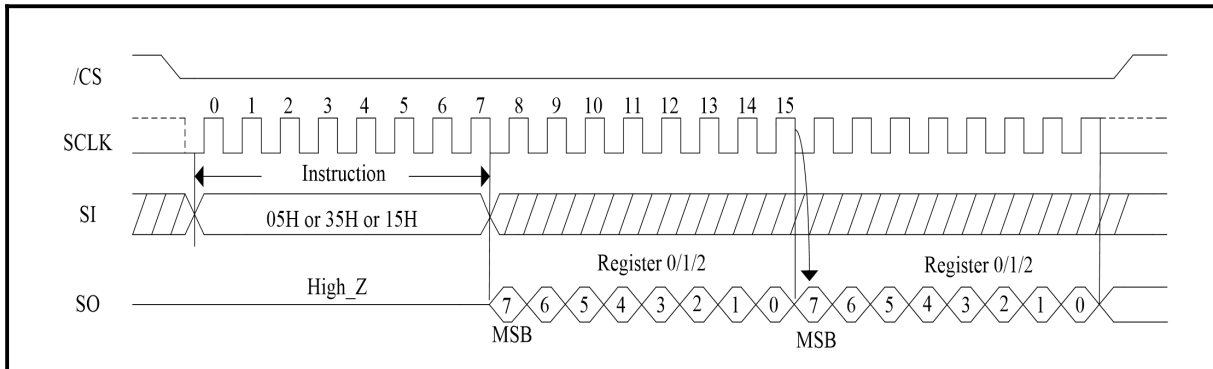 /CS
0 1 2 3 4 5 6 7 8 9 10 11 12 13 14 15
SCLK
Instruction
SI
05H or 35H or 15H
Register 0/1/2 Register 0/1/2
High_Z
SO
7 6 5 4 3 2 1 0 7 6 5 4 3 2 1 0
MSB MSB